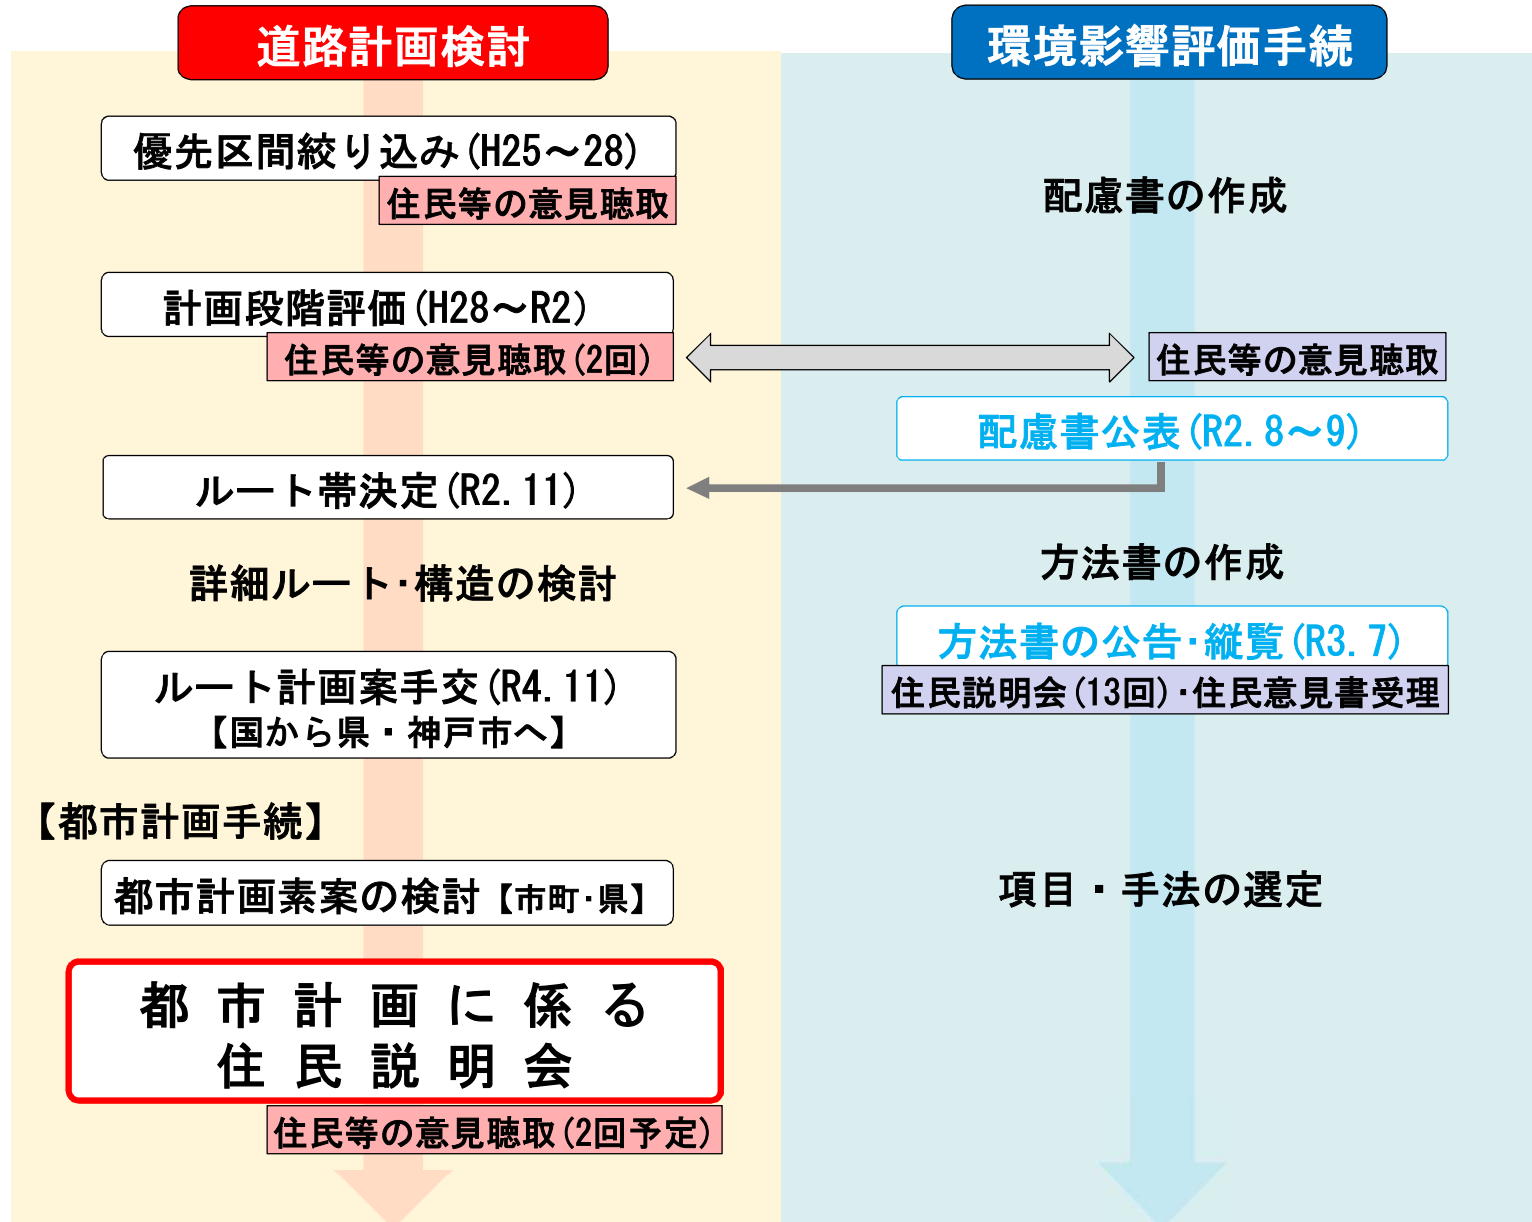 道路計画検討
優先区間絞り込み(H25～28)
住民等の意見聴取
計画段階評価(H28～R2)
住民等の意見聴取(2回)
ルート帯決定(R2.11)
詳細ルート・構造の検討
ルート計画案手交(R4.11)
【国から県・神戸市へ】
【都市計画手続】
都市計画素案の検討【市町・県】
都市計画に係る
住民説明会
住民等の意見聴取(2回予定)
環境影響評価手続
配慮書の作成
住民等の意見聴取
配慮書公表(R2.8～9)
方法書の作成
方法書の公告・縦覧(R3.7)
住民説明会(13回)・住民意見書受理
項目・手法の選定